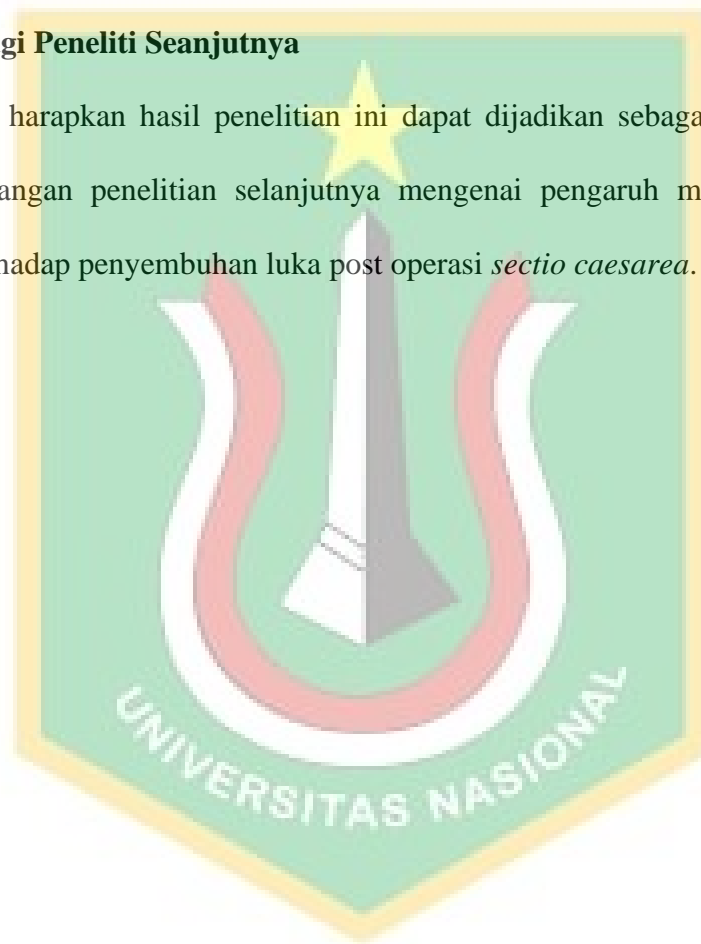 gi Peneliti Seanjutnya
harapkan hasil penelitian ini dapat dijadikan sebaga
angan penelitian selanjutnya mengenai pengaruh m
hadap penyembuhan luka post operasi sectio caesarea.
UNIVERSITAS NASIONAL